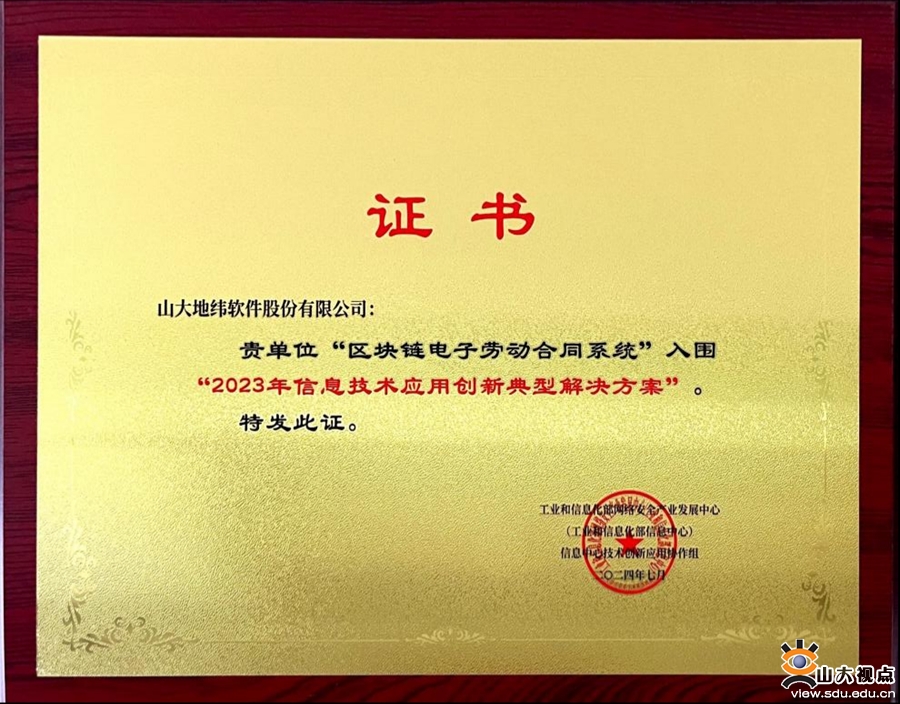 证书
山大地纬软件股份有限公司：
贵单位“区块链电子劳动合同系统”入围
“2023年信息技术应用创新典型解决方案”。
特发此证。
工业和信息化部网络安全产业发展中心
（工业和信息化部信息中心）
信息中心技术创新应用协作组
二〇二四年七月
山大视点
view.sdu.edu.cn